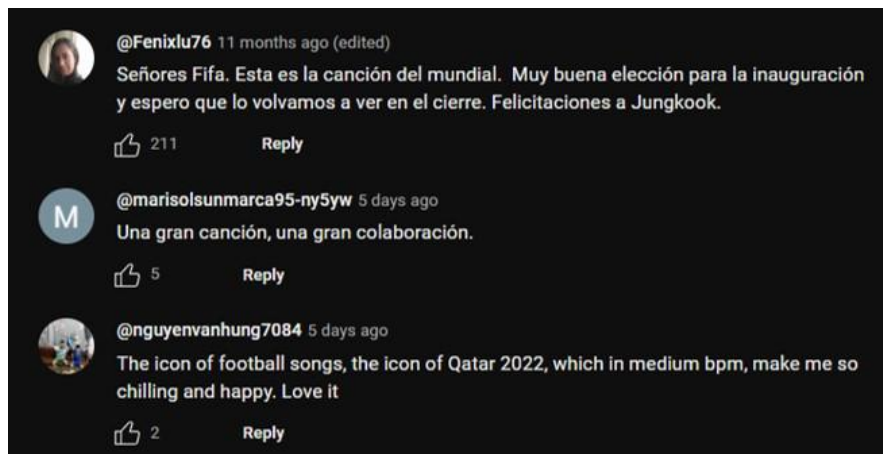 @Fenixlu76 11 months ago (edited)
Señores Fifa. Esta es la canción del mundial.  Muy buena elección para la inauguración
y espero que lo volvamos a ver en el cierre. Felicitaciones a Jungkook.
211 Reply
M
@marisolsunmarca95-ny5yw 5 days ago
Una gran canción, una gran colaboración.
5 Reply
@nguyenvanhung7084 5 days ago
The icon of football songs, the icon of Qatar 2022, which in medium bpm, make me so
chilling and happy. Love it
2 Reply